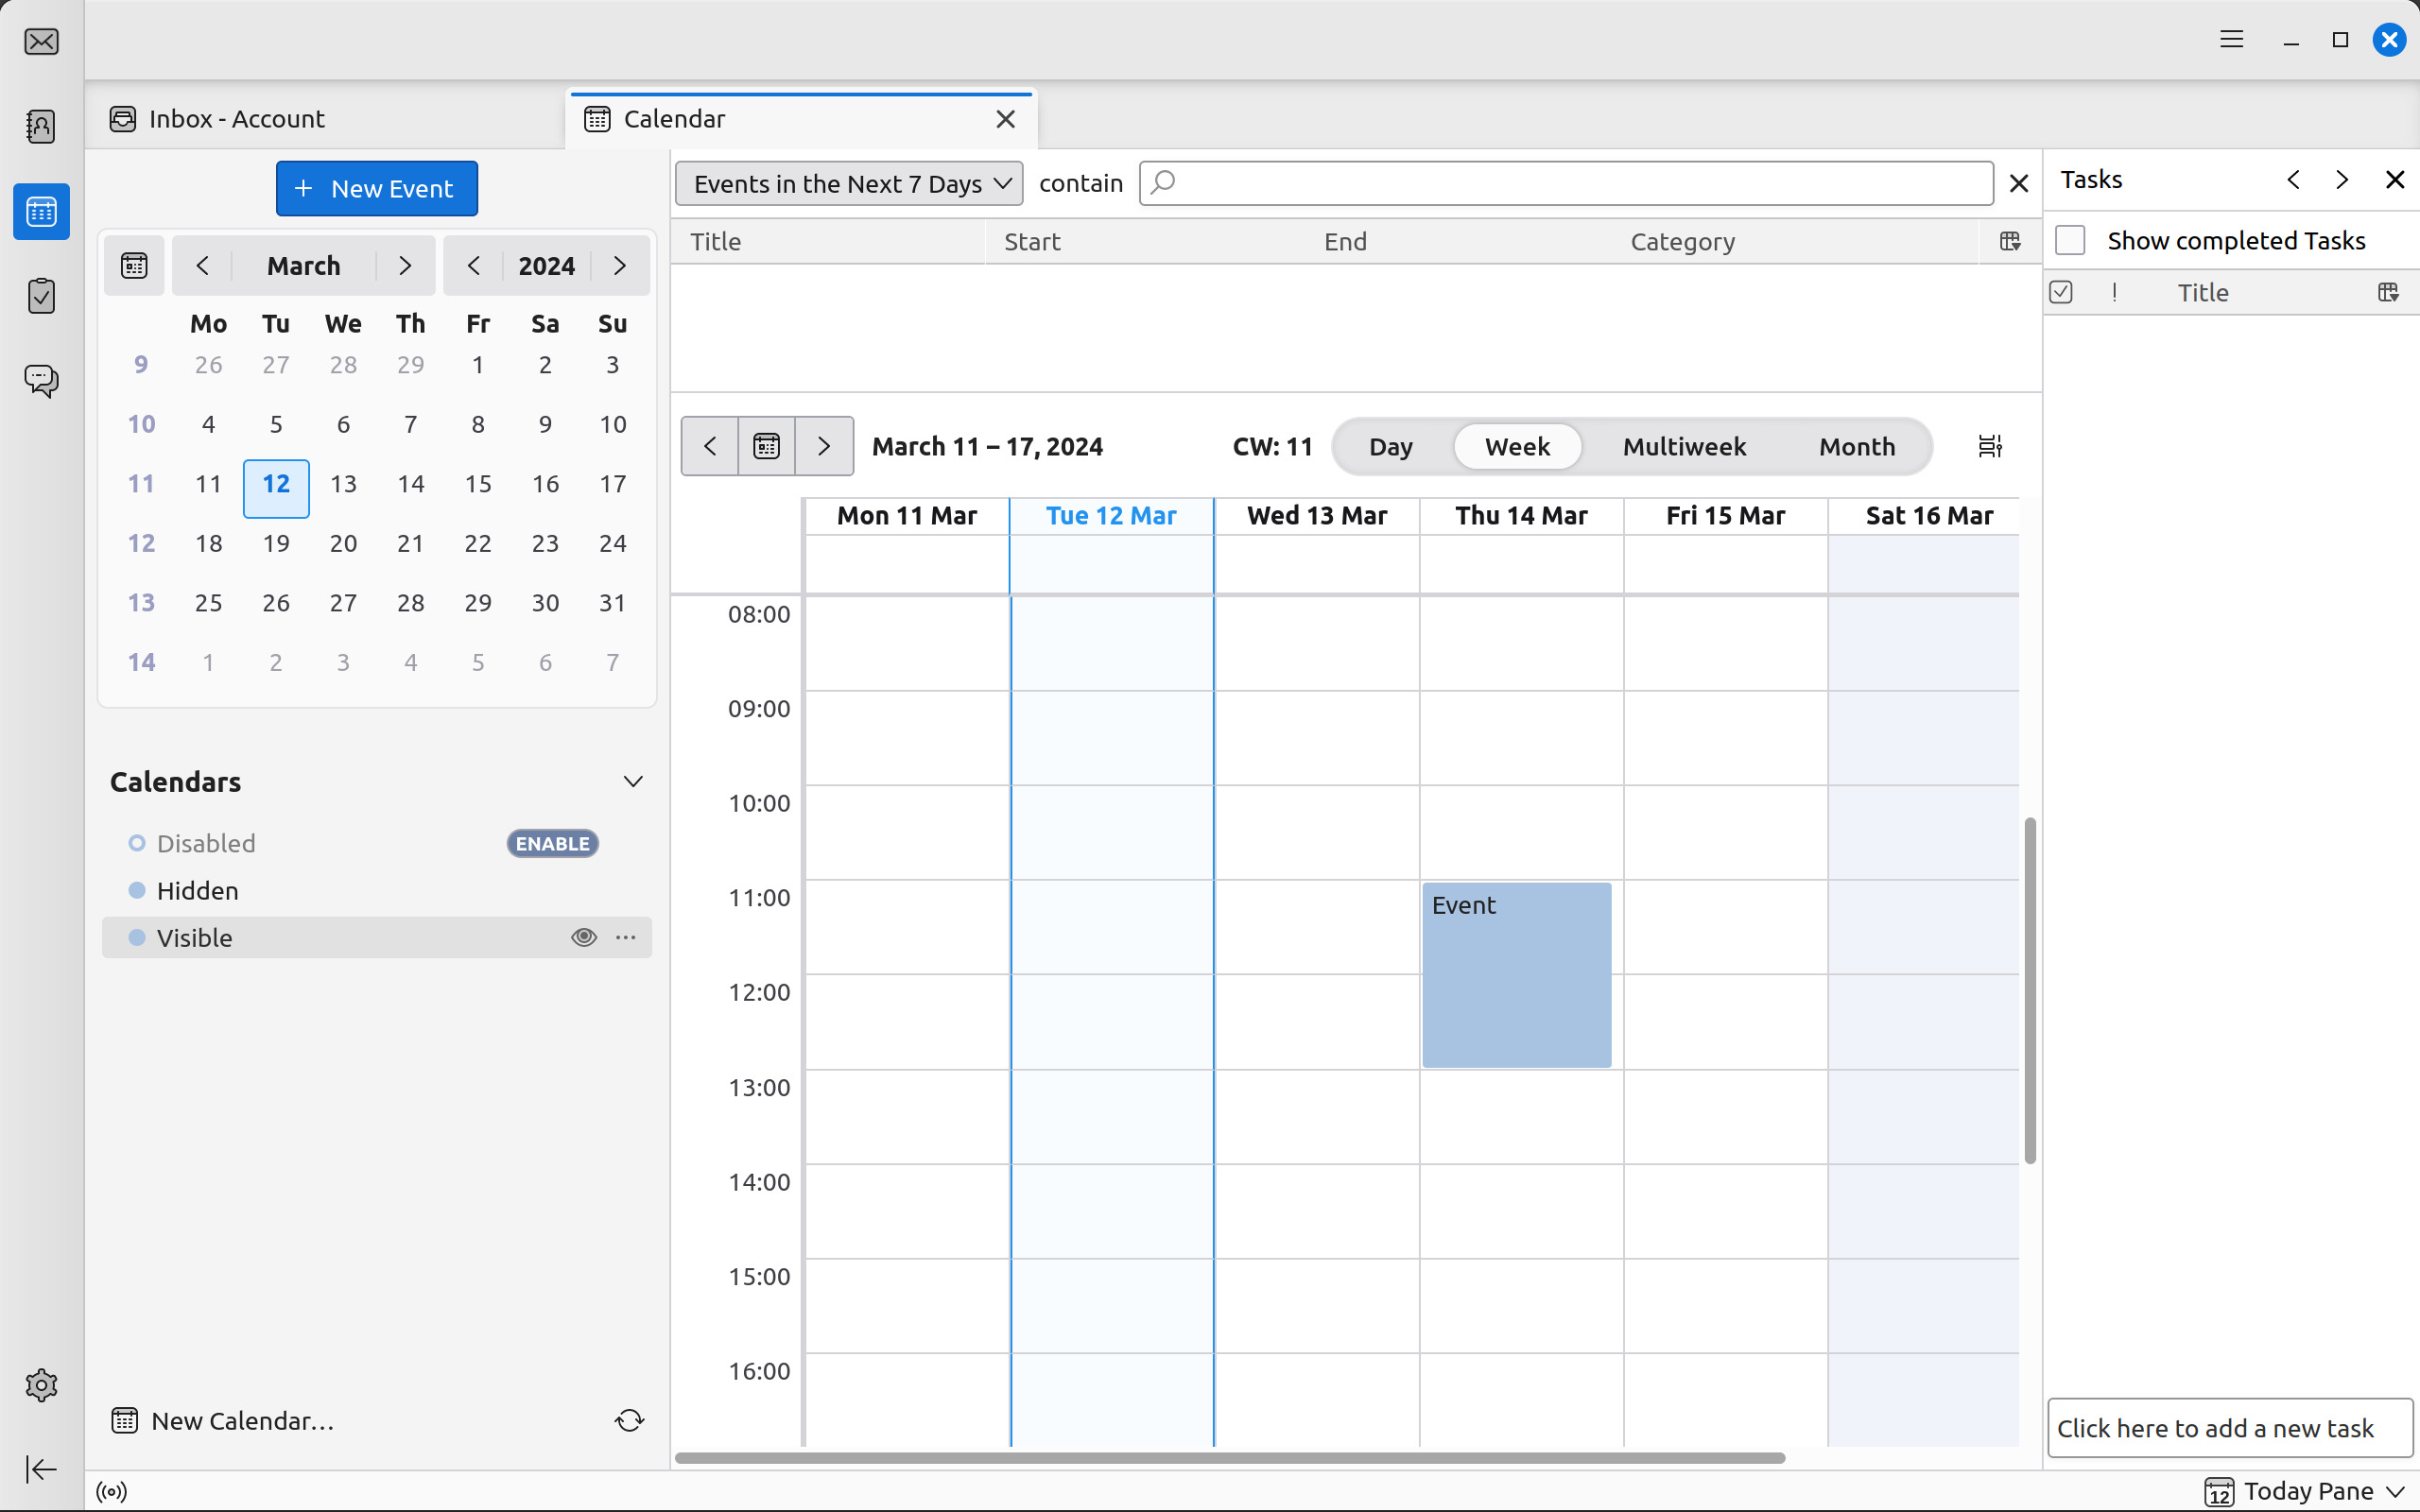 Inbox - Account
Calendar
New Event
March
2024
Mo Tu We Th Fr Sa Su
9 26 27 28 29 1 2 3
10 4 5 6 7 8 9 10
11 11 12 13 14 15 16 17
12 18 19 20 21 22 23 24
13 25 26 27 28 29 30 31
14 1 2 3 4 5 6 7
Calendars
Disabled ENABLE
Hidden
Visible
New Calendar…
Events in the Next 7 Days contain
Title Start End Category
March 11 – 17, 2024 CW: 11 Day Week Multiweek Month
Mon 11 Mar Tue 12 Mar Wed 13 Mar Thu 14 Mar Fri 15 Mar Sat 16 Mar
08:00
09:00
10:00
11:00
Event
12:00
13:00
14:00
15:00
16:00
Tasks
Show completed Tasks
! Title
Click here to add a new task
12 Today Pane